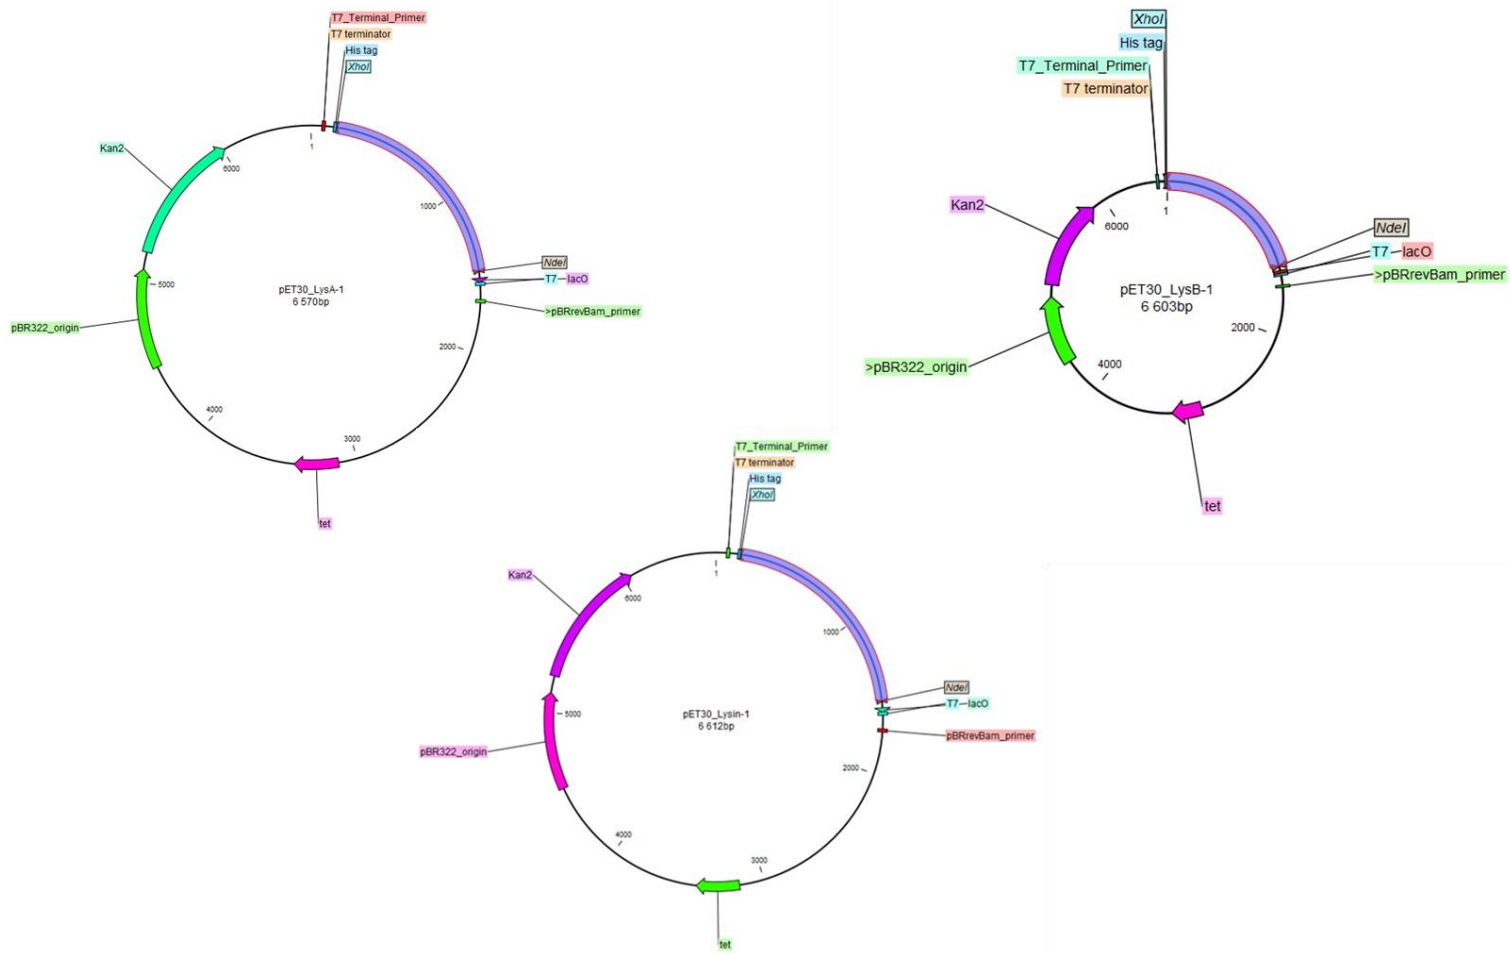 T7_Terminal_Primer
T7 terminator
His tag
XhoI
Kan2
1
6000
1000
NdeI
T7 lacO
>pBRrevBam_primer
5000
pET30_LysA-1
6 570bp
pBR322_origin
2000
4000
3000
tet
XhoI
His tag
T7_Terminal_Primer
T7 terminator
Kan2
1
6000
NdeI
T7 lacO
>pBRrevBam_primer
pET30_LysB-1
6 603bp
2000
>pBR322_origin
4000
tet
T7_Terminal_Primer
T7 terminator
His tag
XhoI
Kan2
1
6000
1000
NdeI
T7 lacO
5000
pET30_Lysin-1
6 612bp
pBRrevBam_primer
pBR322_origin
2000
4000
3000
tet